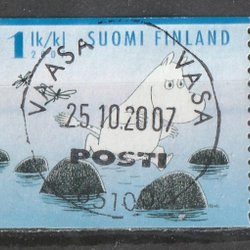 1 lk/kl SUOMI FINLAND
VAASA VASA
25.10.2007
POSTI